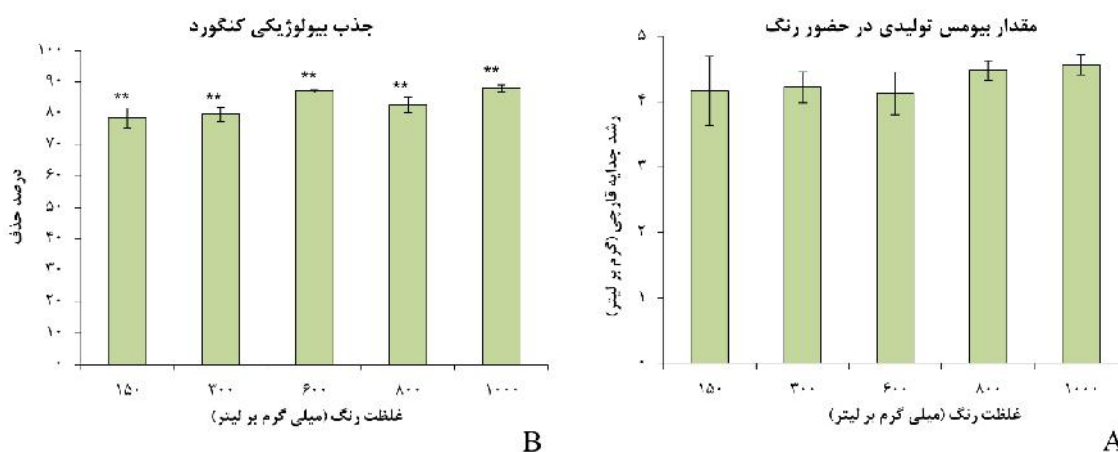 جذب بیولوژیکی کنگورد
درصد حذف
۱۰۰
۹۰
۸۰
۷۰
۶۰
۵۰
۴۰
۳۰
۲۰
۱۰
۰
**
**
**
**
**
۱۵۰ ۳۰۰ ۶۰۰ ۸۰۰ ۱۰۰۰
غلظت رنگ (میلی گرم بر لیتر)
B
مقدار بیومس تولیدی در حضور رنگ
رشد جدایه قارچی (گرم بر لیتر)
۵
۴
۳
۲
۱
۰
۱۵۰ ۳۰۰ ۶۰۰ ۸۰۰ ۱۰۰۰
غلظت رنگ (میلی گرم بر لیتر)
A